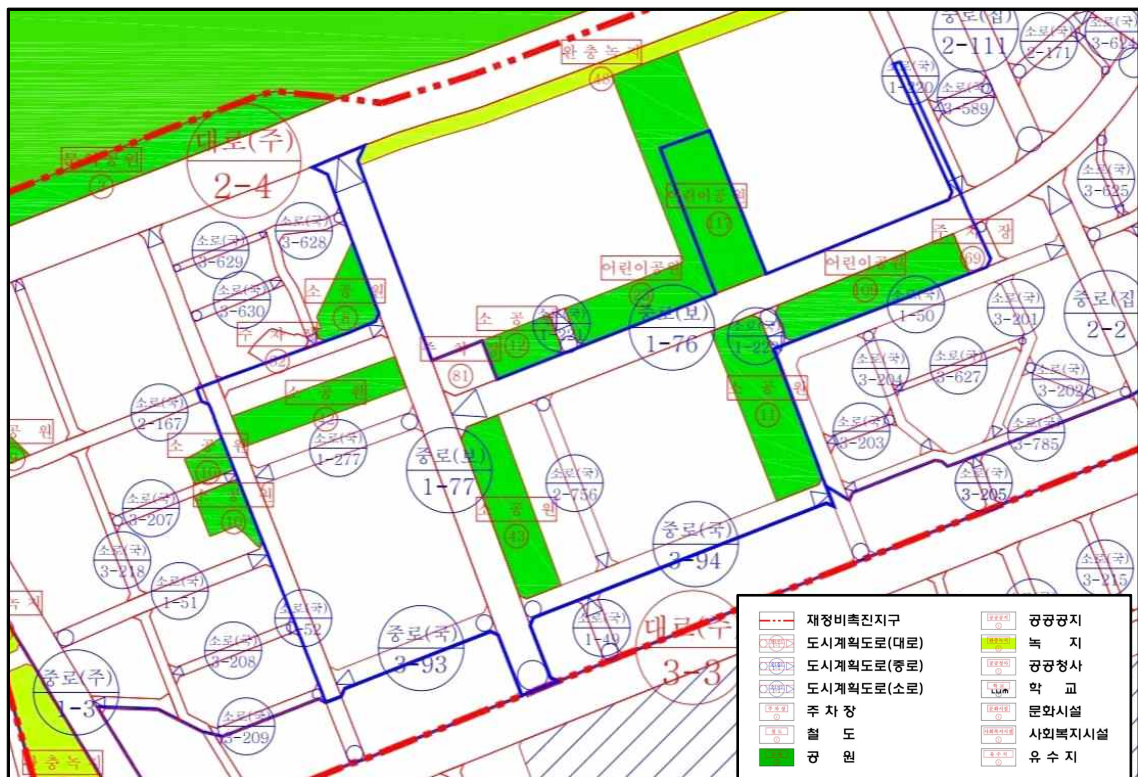 중로(집)
2-111
소로(국)
2-171
소로(국)
3-624
완충녹지
48
소로(국)
1-220
소로(국)
3-589
대로(주)
2-4
소로(국)
3-625
어린이공원
소로(국)
3-628
소로(국)
3-629
주 차 장
69
소로(국)
3-630
소 공 원
8
어린이공원
어린이공원
109
소로(국)
1-50
소로(국)
3-201
중로(집
2-2
소 공 원
12
중로(보)
1-76
주 차 장
81
소로(국)
3-204
소로(국)
3-627
소로(국)
3-202
소 공 원
소 공 원
11
소로(국)
2-167
소로(국)
1-277
소로(국)
3-203
소로(국)
3-785
소 공 원
중로(보)
1-77
소로(국)
2-756
소로(국)
3-205
소로(국)
3-207
소 공 원
소 공 원
43
중로(국)
3-94
소로(국)
3-218
소로(국)
1-51
소로(국)
3-215
소로(국)
중로(국)
3-93
소로(국)
1-49
대로(주
3-3
소로(국)
3-208
중로(주)
1-3
소로(국)
3-209
완충녹지
재정비촉진지구
도시계획도로(대로)
도시계획도로(중로)
도시계획도로(소로)
주 차 장
철 도
공 원
공공공지
녹 지
공공청사
학 교
문화시설
사회복지시설
유 수 지